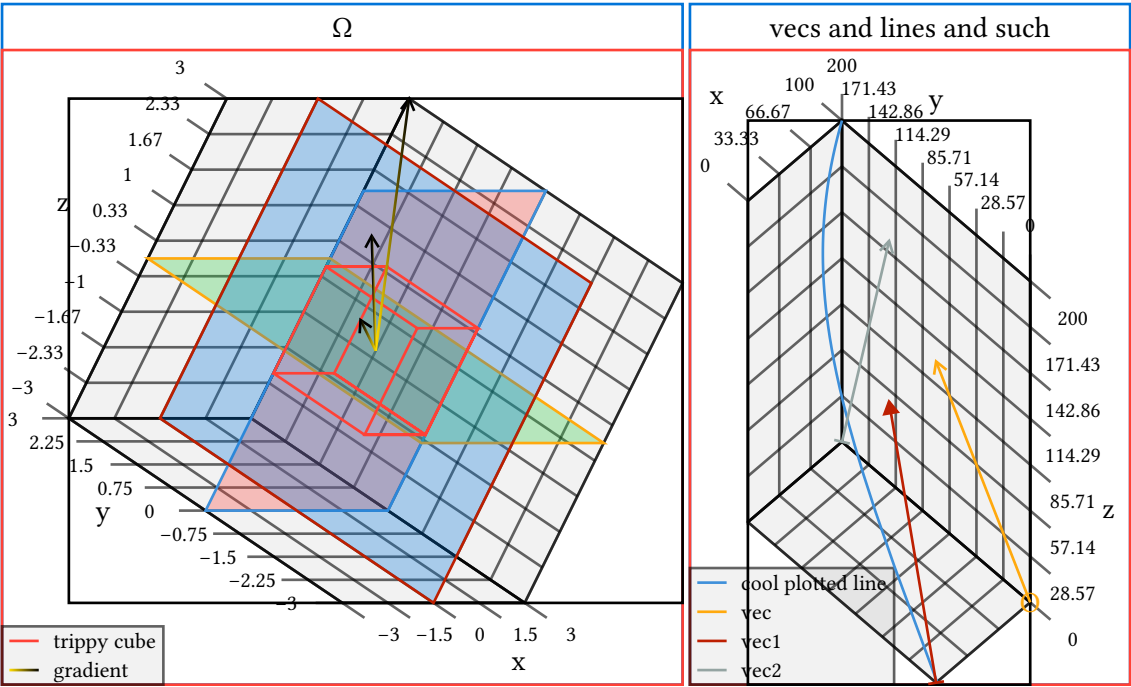 Ω
3
2.33
1.67
1
z
0.33
−0.33
−1
−1.67
−2.33
−3
3
2.25
1.5
0.75
y
0
−0.75
−1.5
−2.25
−3
−3 −1.5 0 1.5 3
x
trippy cube
gradient
vecs and lines and such
x
0
33.33
66.67
100
y
200
171.43
142.86
114.29
85.71
57.14
28.57
0
200
171.43
142.86
114.29
85.71
z
57.14
28.57
0
cool plotted line
vec
vec1
vec2